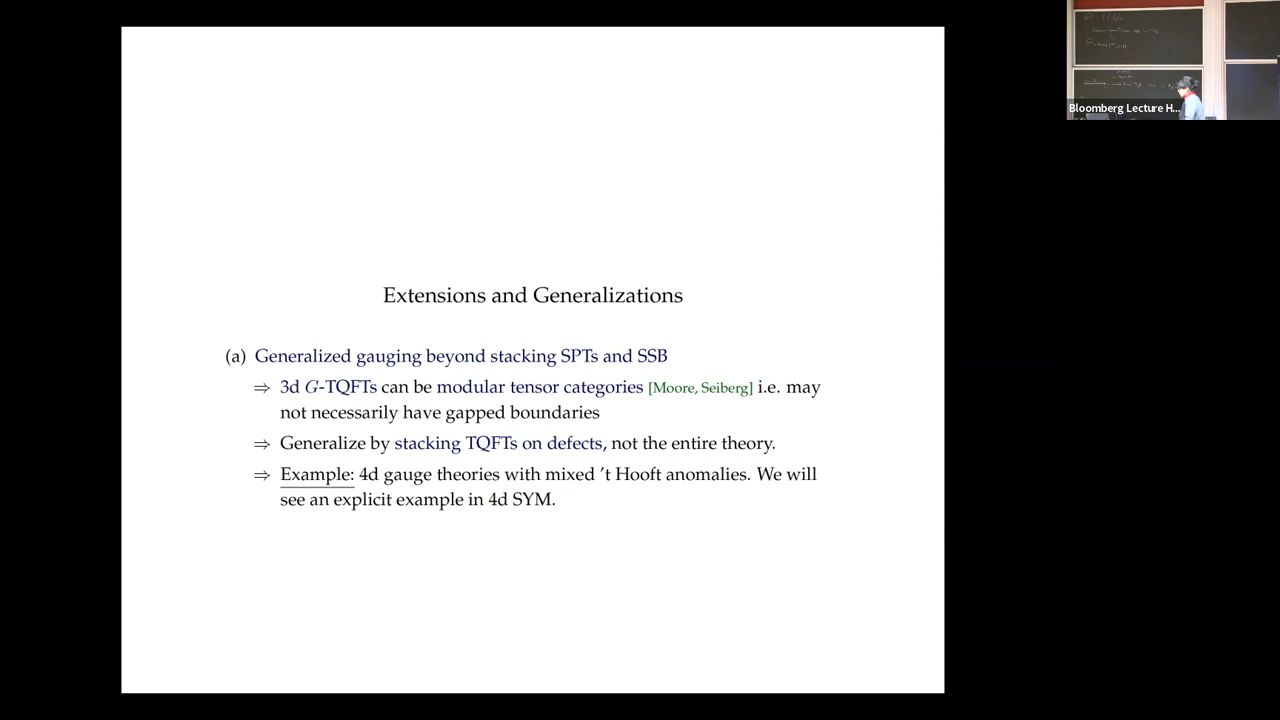 Bloomberg Lecture H...
Extensions and Generalizations
(a) Generalized gauging beyond stacking SPTs and SSB
⇒ 3d G-TQFTs can be modular tensor categories [Moore, Seiberg] i.e. may
not necessarily have gapped boundaries
⇒ Generalize by stacking TQFTs on defects, not the entire theory.
⇒ Example: 4d gauge theories with mixed ’t Hooft anomalies. We will
see an explicit example in 4d SYM.